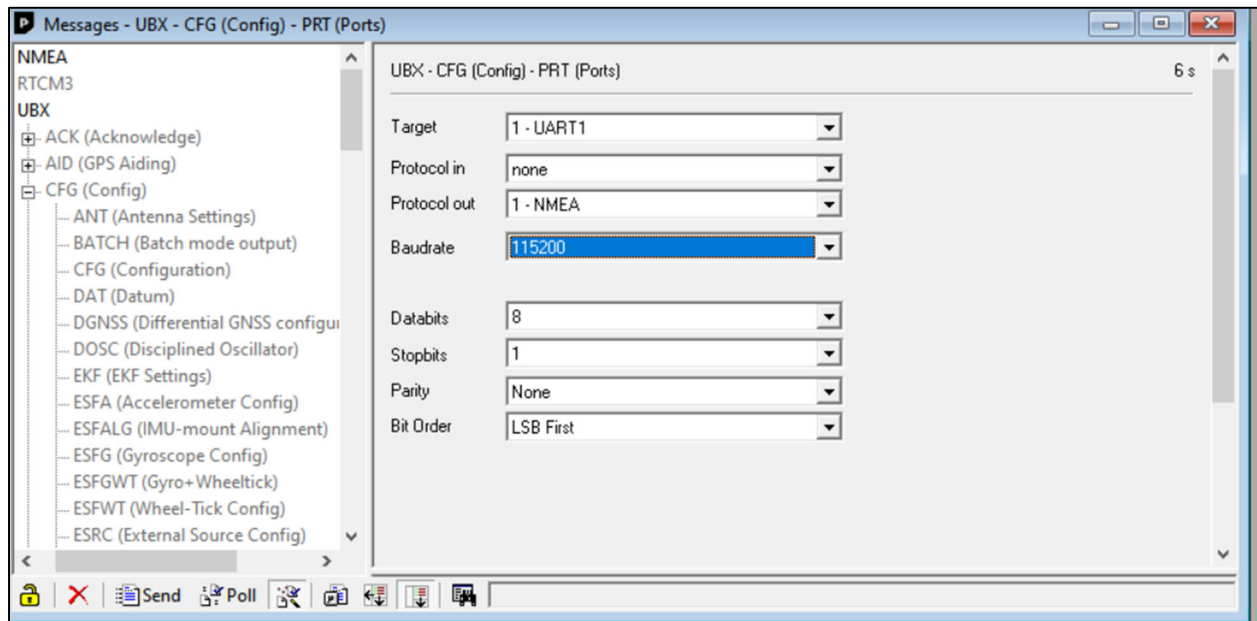 Messages - UBX - CFG (Config) - PRT (Ports)
NMEA
RTCM3
UBX
ACK (Acknowledge)
AID (GPS Aiding)
CFG (Config)
ANT (Antenna Settings)
BATCH (Batch mode output)
CFG (Configuration)
DAT (Datum)
DGNSS (Differential GNSS configu
DOSC (Disciplined Oscillator)
EKF (EKF Settings)
ESFA (Accelerometer Config)
ESFALG (IMU-mount Alignment)
ESFG (Gyroscope Config)
ESFGWT (Gyro+Wheeltick)
ESFWT (Wheel-Tick Config)
ESRC (External Source Config)
UBX - CFG (Config) - PRT (Ports) 6 s
Target 1 - UART1
Protocol in none
Protocol out 1 - NMEA
Baudrate 115200
Databits 8
Stopbits 1
Parity None
Bit Order LSB First
Send Poll